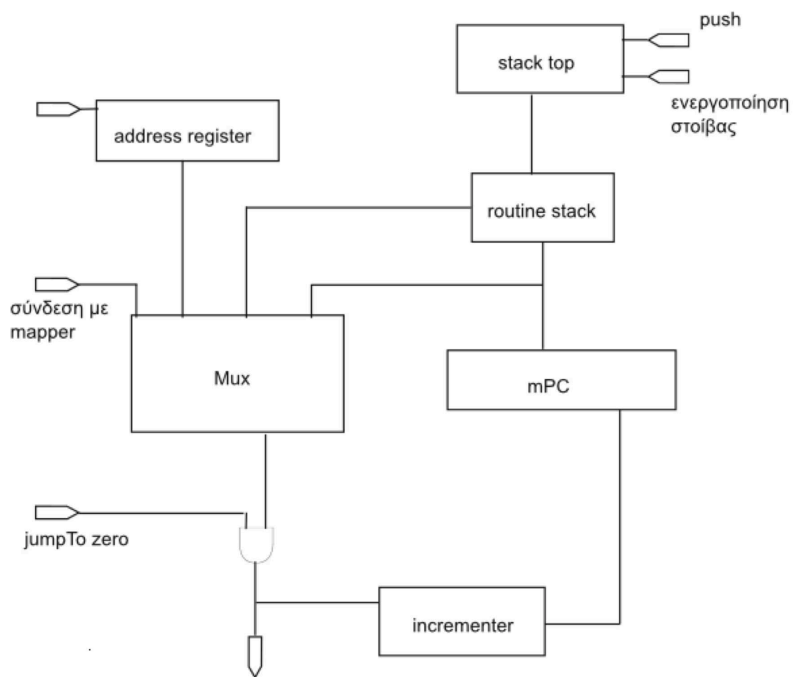 push
stack top
ενεργοποίηση
στοίβας
address register
routine stack
σύνδεση με
mapper
Mux
mPC
jumpTo zero
incrementer